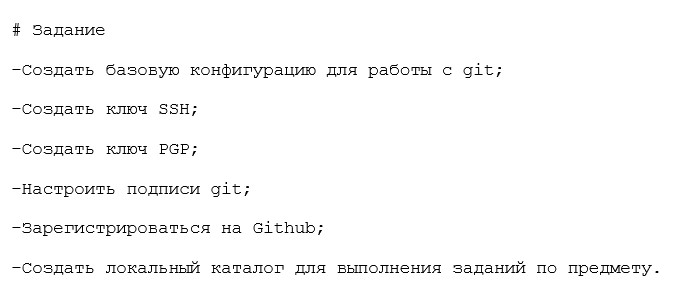 # Задание
-Создать базовую конфигурацию для работы с git;
-Создать ключ SSH;
-Создать ключ PGP;
-Настроить подписи git;
-Зарегистрироваться на Github;
-Создать локальный каталог для выполнения заданий по предмету.